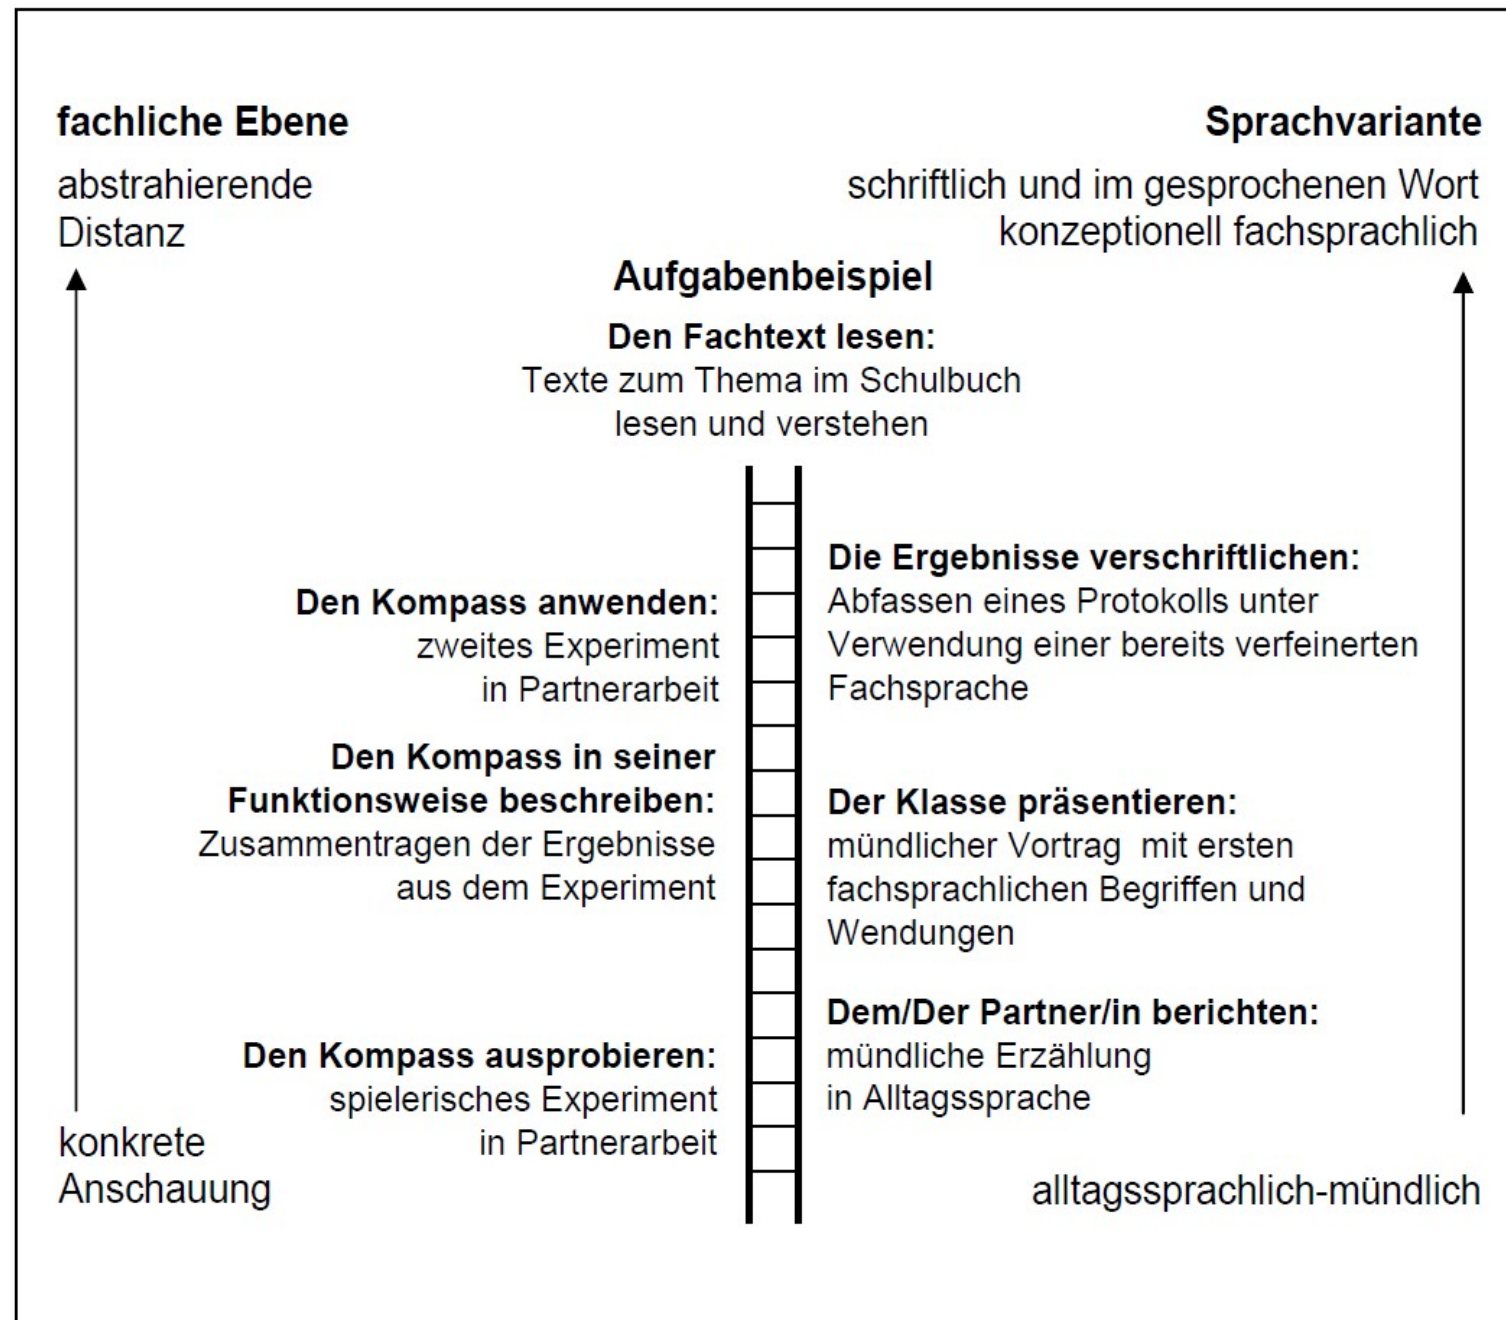 fachliche Ebene
abstrahierende
Distanz
Sprachvariante
schriftlich und im gesprochenen Wort
konzeptionell fachsprachlich
Aufgabenbeispiel
Den Fachtext lesen:
Texte zum Thema im Schulbuch
lesen und verstehen
Die Ergebnisse verschriftlichen:
Abfassen eines Protokolls unter
Verwendung einer bereits verfeinerten
Fachsprache
Den Kompass anwenden:
zweites Experiment
in Partnerarbeit
Den Kompass in seiner
Funktionsweise beschreiben:
Zusammentragen der Ergebnisse
aus dem Experiment
Der Klasse präsentieren:
mündlicher Vortrag mit ersten
fachsprachlichen Begriffen und
Wendungen
Dem/Der Partner/in berichten:
mündliche Erzählung
in Alltagssprache
Den Kompass ausprobieren:
spielerisches Experiment
in Partnerarbeit
konkrete
Anschauung
alltagssprachlich-mündlich